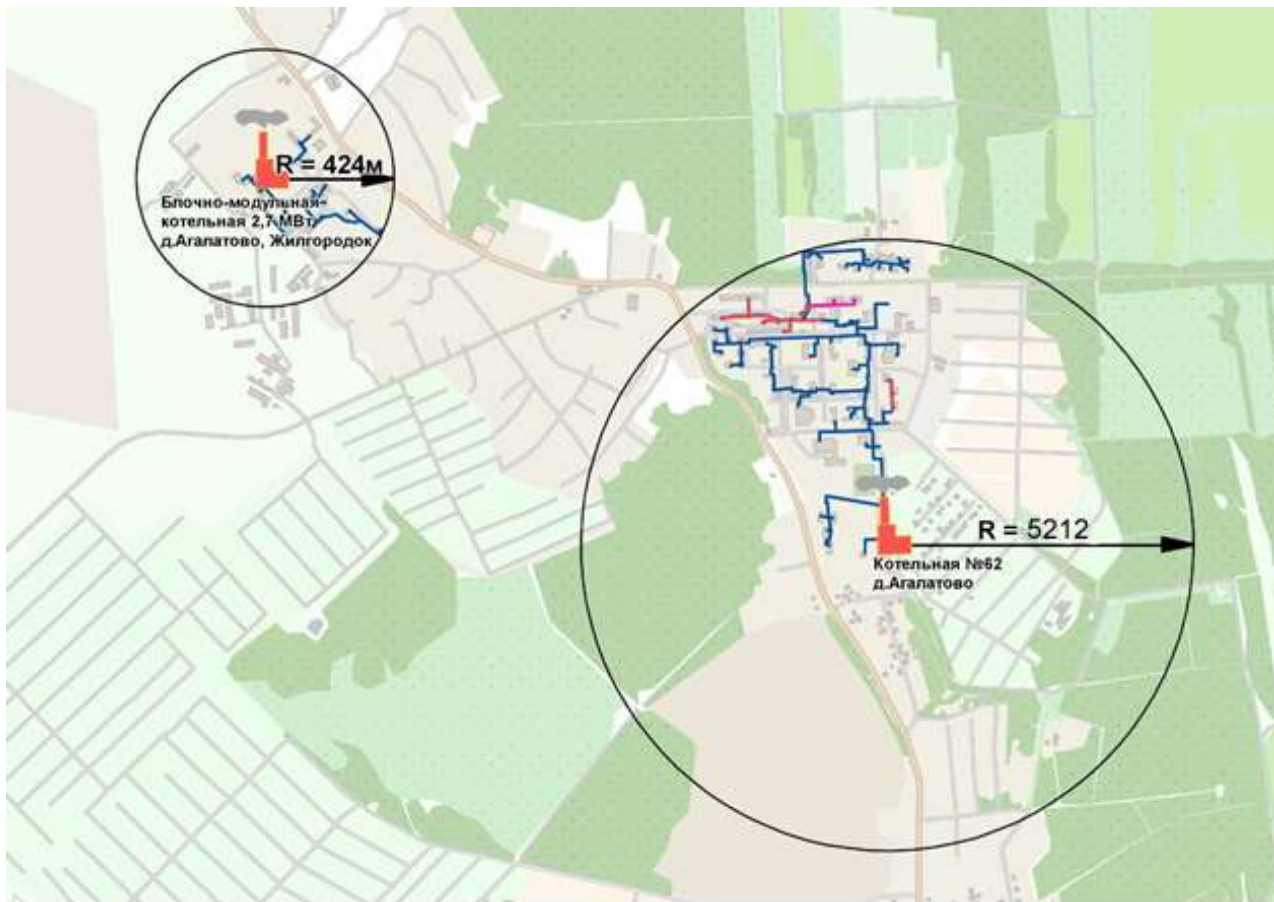 R = 424м
Блочно-модульная
котельная 2,7 МВт,
д.Агалатово, Жилгородок
R = 5212
Котельная №62
д.Агалатово